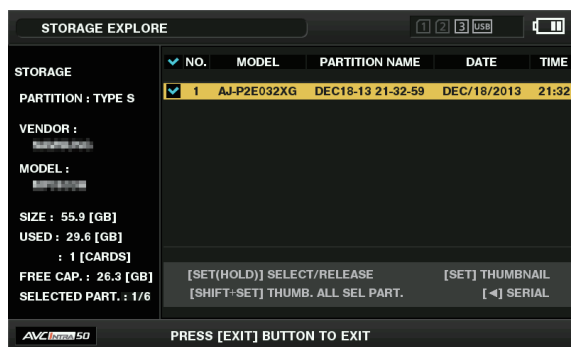 STORAGE EXPLORE
1 2 3 USB
STORAGE
PARTITION : TYPE S
VENDOR :
MODEL :
SIZE : 55.9 [GB]
USED : 29.6 [GB]
: 1 [CARDS]
FREE CAP. : 26.3 [GB]
SELECTED PART. : 1/6
NO. MODEL PARTITION NAME DATE TIME
1 AJ-P2E032XG DEC18-13 21-32-59 DEC/18/2013 21:32
[SET(HOLD)] SELECT/RELEASE [SET] THUMBNAIL
[SHIFT+SET] THUMB. ALL SEL PART. [◄] SERIAL
AVC Intra 50 PRESS [EXIT] BUTTON TO EXIT